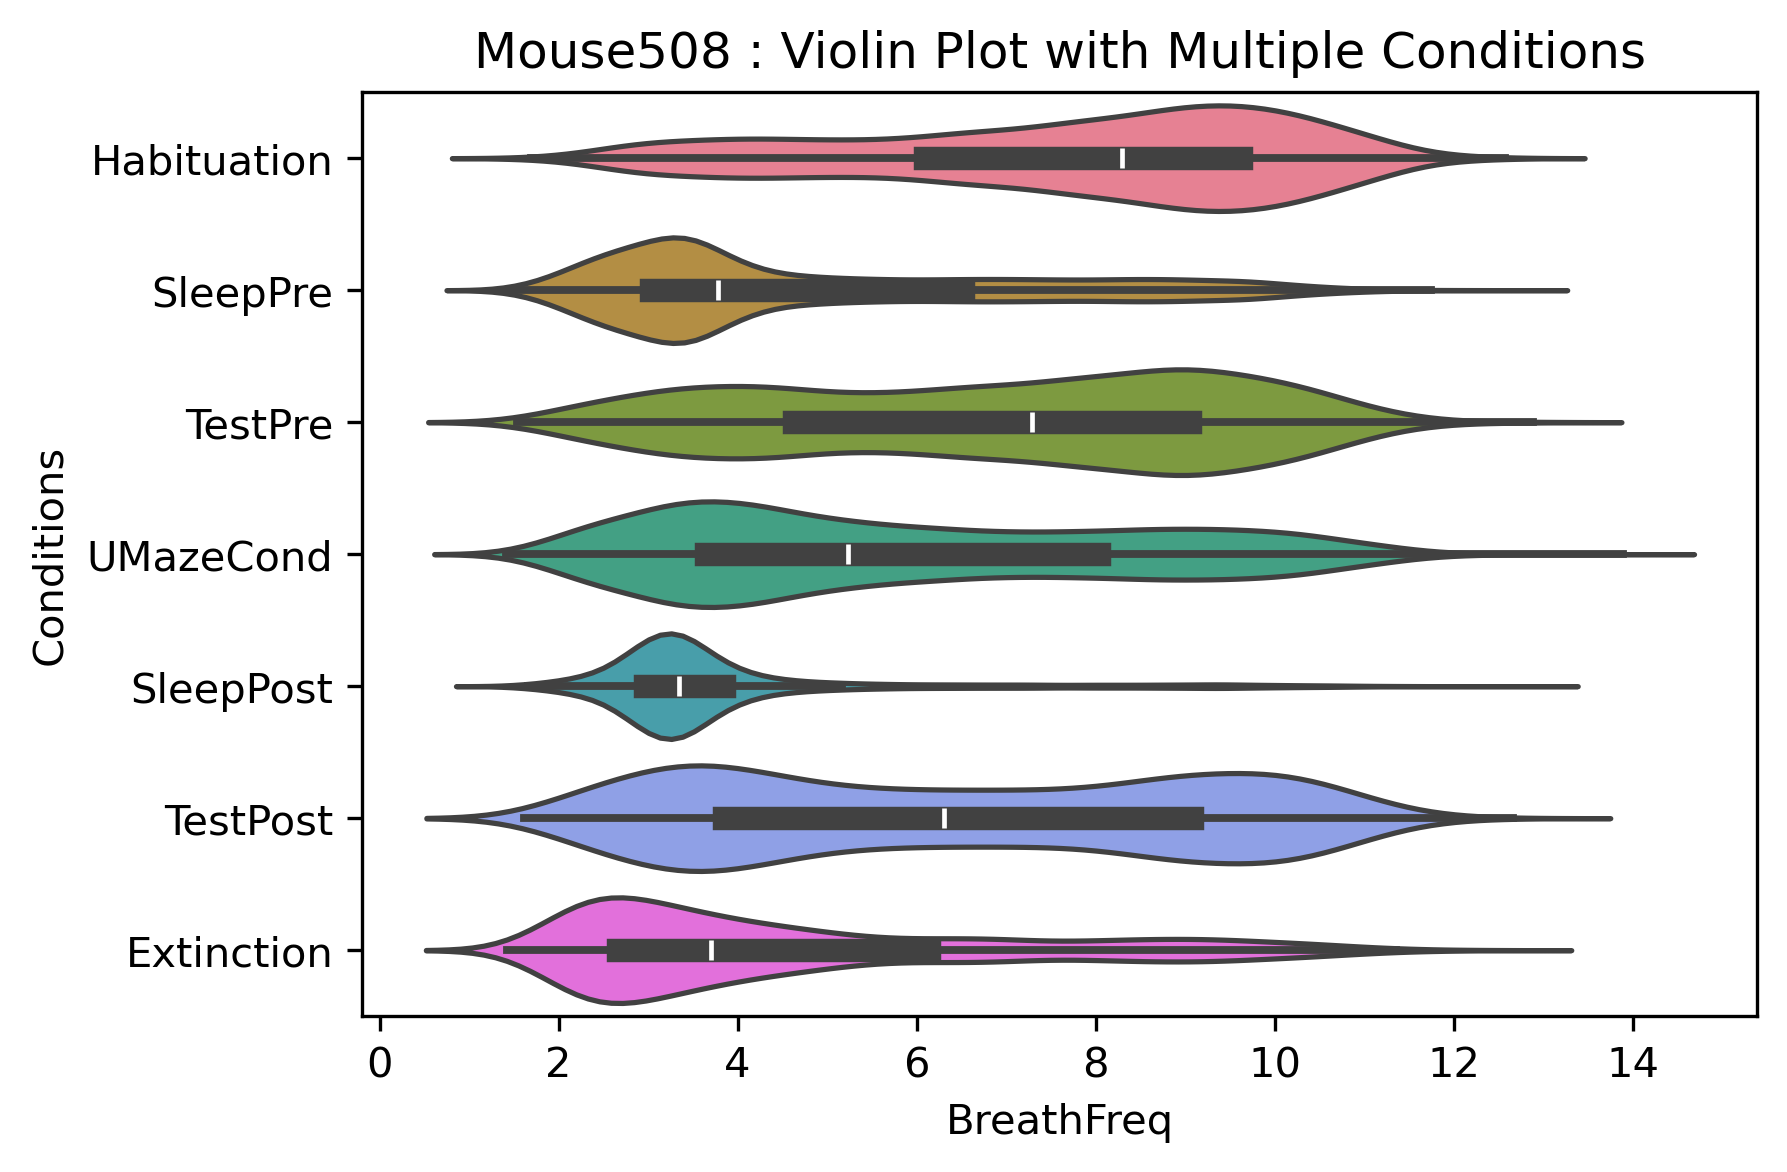 Mouse508 : Violin Plot with Multiple Conditions
Habituation
SleepPre
TestPre
UMazeCond
SleepPost
TestPost
Extinction
Conditions
0 2 4 6 8 10 12 14
BreathFreq